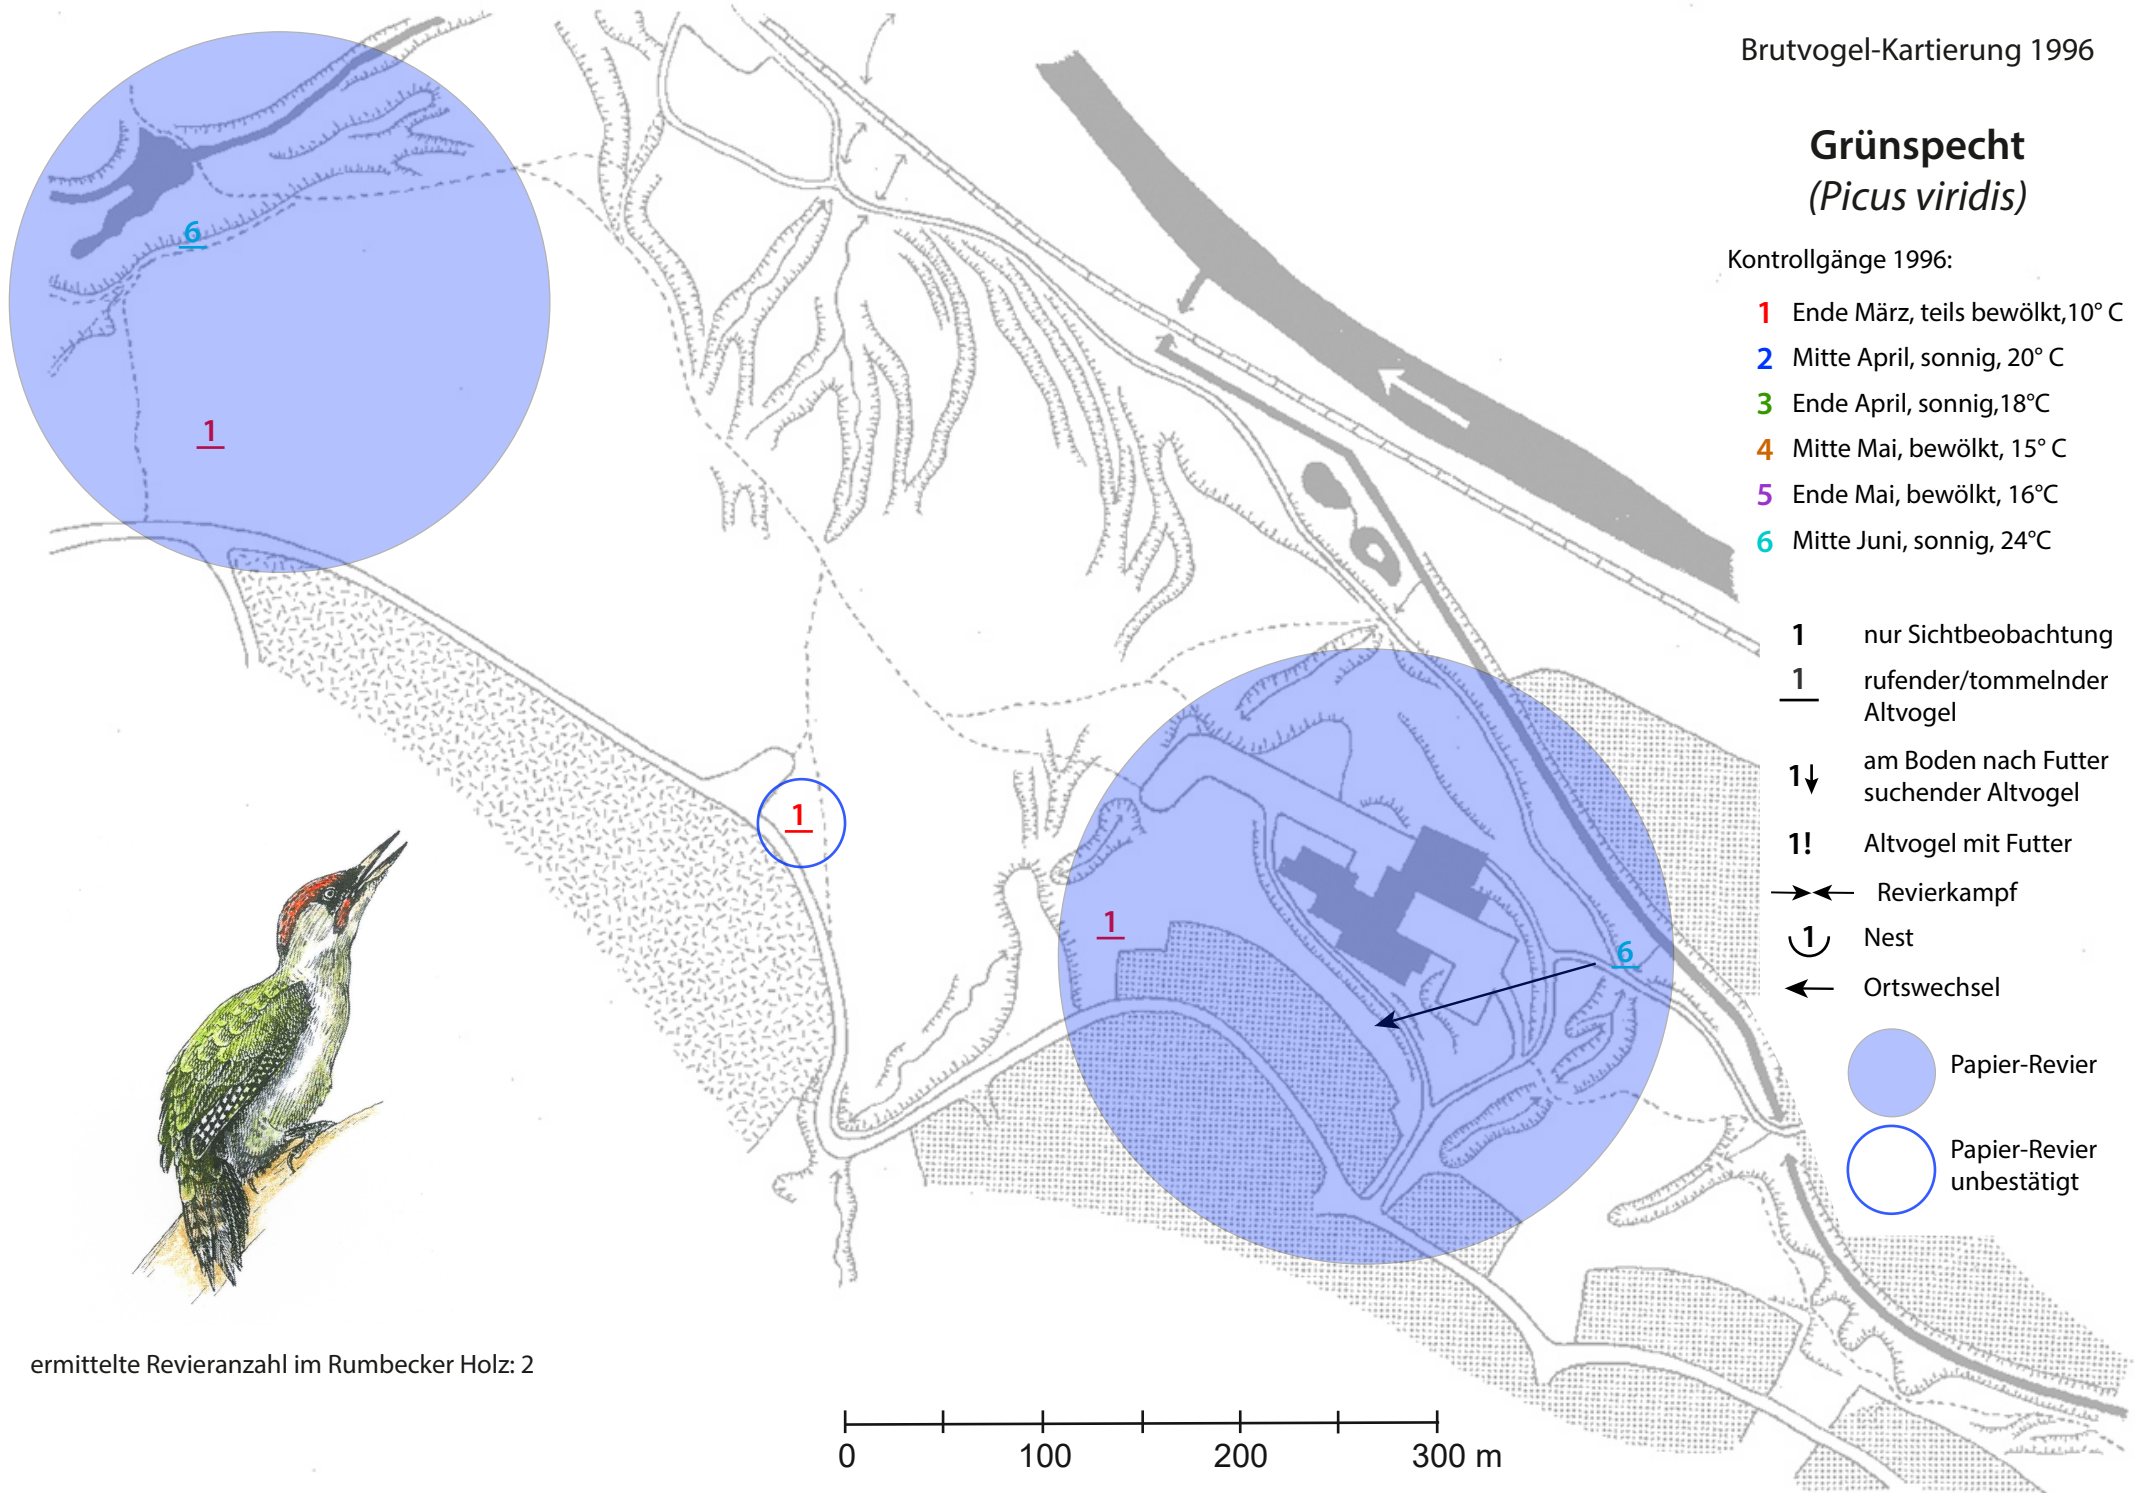 Brutvogel-Kartierung 1996
Grünspecht
(Picus viridis)
Kontrollgänge 1996:
1 Ende März, teils bewölkt,10° C
2 Mitte April, sonnig, 20° C
3 Ende April, sonnig,18°C
4 Mitte Mai, bewölkt, 15° C
5 Ende Mai, bewölkt, 16°C
6 Mitte Juni, sonnig, 24°C
1 nur Sichtbeobachtung
1 rufender/tommelnder
Altvogel
1 am Boden nach Futter
suchender Altvogel
1! Altvogel mit Futter
Revierkampf
1 Nest
Ortswechsel
Papier-Revier
Papier-Revier
unbestätigt
6
1
1
1
6
ermittelte Revieranzahl im Rumbecker Holz: 2
0 100 200 300 m